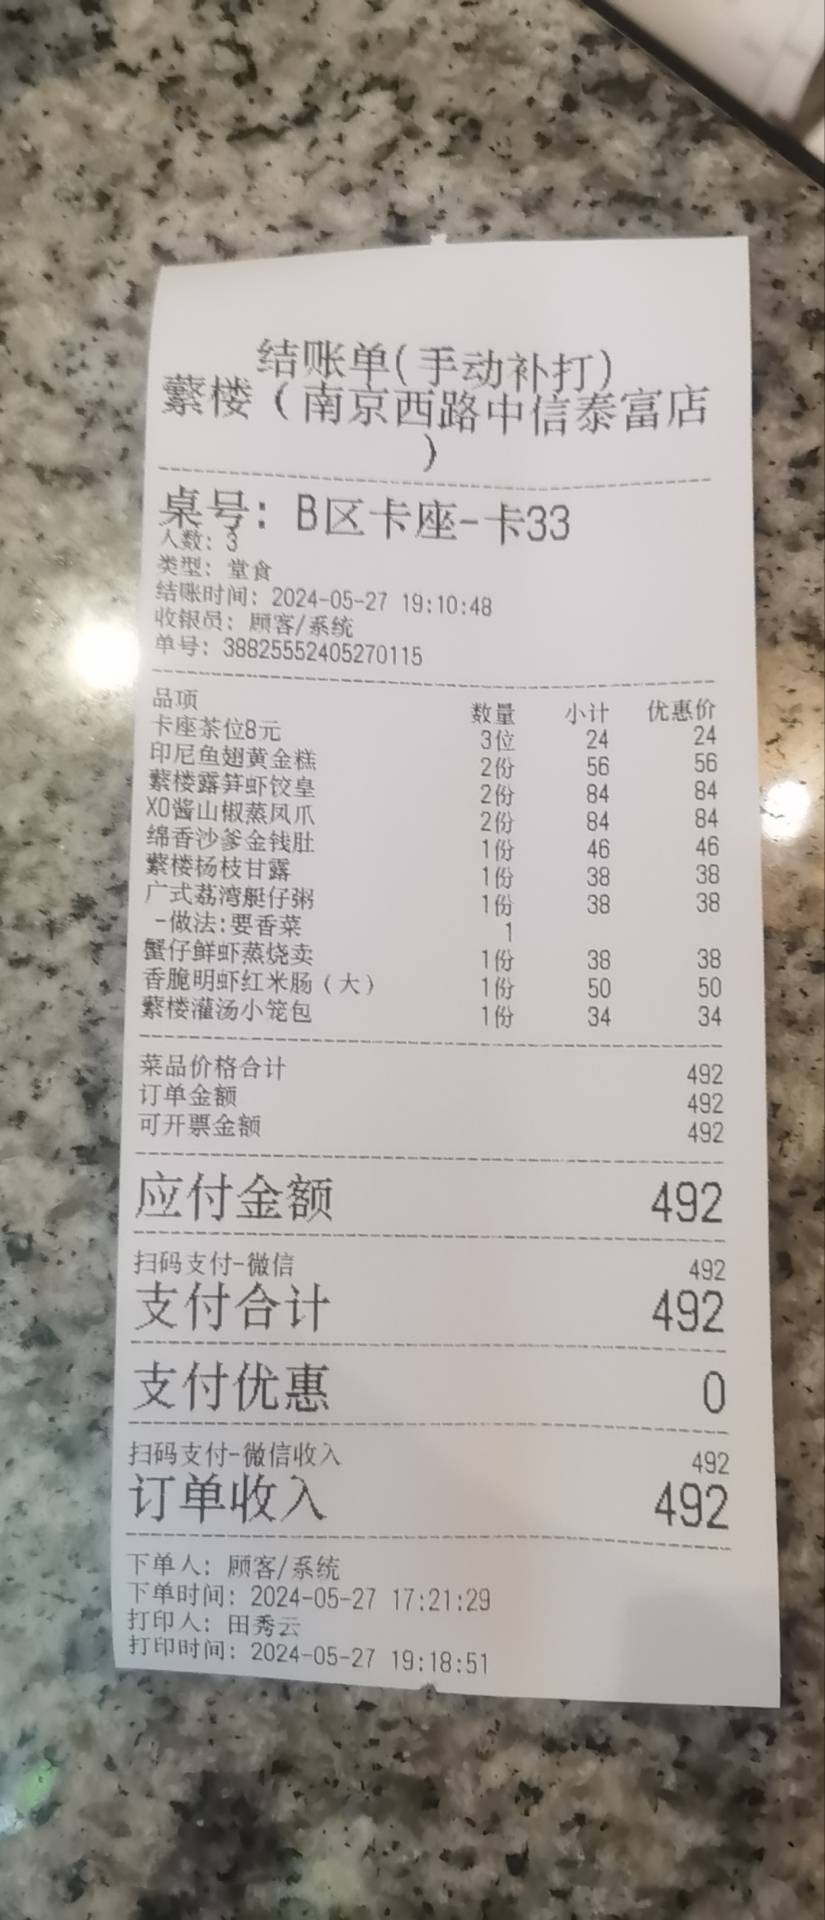 结账单(手动补打)
蘩楼（南京西路中信泰富店
）
桌号: B区卡座-卡33
人数: 3
类型: 堂食
结账时间: 2024-05-27 19:10:48
收银员: 顾客/系统
单号: 38825552405270115
品项 数量 小计 优惠价
卡座茶位8元 3位 24 24
印尼鱼翅黄金糕 2份 56 56
蘩楼露笋虾饺皇 2份 84 84
XO酱山椒蒸凤爪 2份 84 84
绵香沙爹金钱肚 1份 46 46
蘩楼杨枝甘露 1份 38 38
广式荔湾艇仔粥 1份 38 38
-做法:要香菜 1
蟹仔鲜虾蒸烧卖 1份 38 38
香脆明虾红米肠（大） 1份 50 50
蘩楼灌汤小笼包 1份 34 34
菜品价格合计 492
订单金额 492
可开票金额 492
应付金额 492
扫码支付-微信 492
支付合计 492
支付优惠 0
扫码支付-微信收入 492
订单收入 492
下单人: 顾客/系统
下单时间: 2024-05-27 17:21:29
打印人: 田秀云
打印时间: 2024-05-27 19:18:51